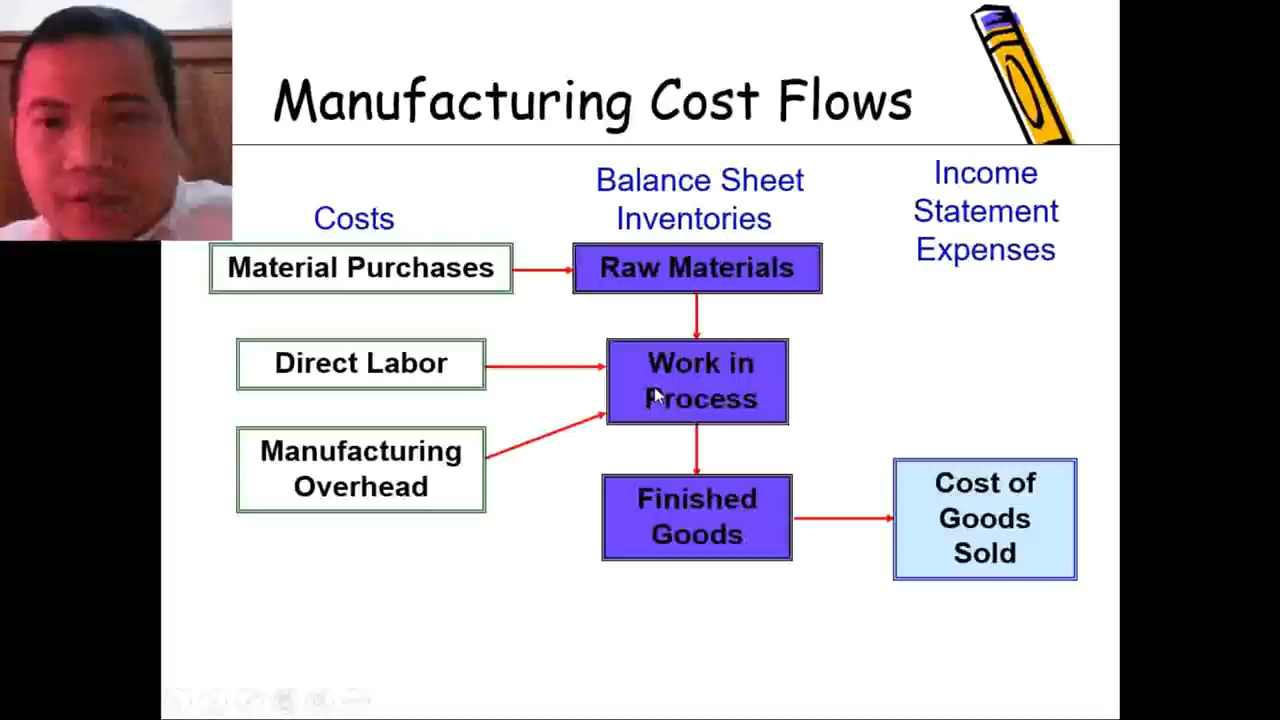 Manufacturing Cost Flows
Costs
Balance Sheet
Inventories
Income
Statement
Expenses
Material Purchases
Raw Materials
Direct Labor
Work in
Process
Manufacturing
Overhead
Finished
Goods
Cost of
Goods
Sold